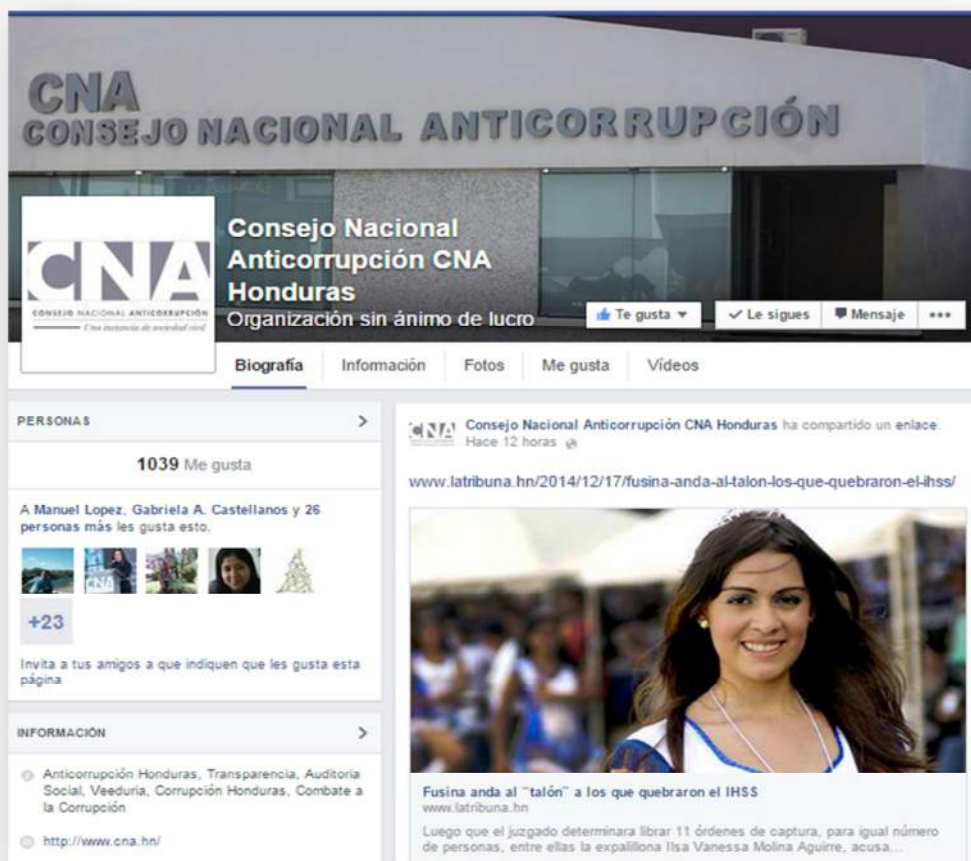 CNA
CONSEJO NACIONAL ANTICORRUPCIÓN
CNA
CONSEJO NACIONAL ANTICORRUPCIÓN
Una instancia de sociedad civil
Consejo Nacional
Anticorrupción CNA
Honduras
Organización sin ánimo de lucro
Te gusta
Le sigues
Mensaje
Biografía Información Fotos Me gusta Vídeos
PERSONAS
1039 Me gusta
A Manuel Lopez, Gabriela A. Castellanos y 26
personas más les gusta esto.
CNA
+23
Invita a tus amigos a que indiquen que les gusta esta
página
INFORMACIÓN
Anticorrupción Honduras, Transparencia, Auditoria
Social, Veeduria, Corrupción Honduras, Combate a
la Corrupción
http://www.cna.hn/
CNA
Consejo Nacional Anticorrupción CNA Honduras ha compartido un enlace.
Hace 12 horas
www.latribuna.hn/2014/12/17/fusina-anda-al-talon-los-que-quebraron-el-ihss/
Fusina anda al "talón" a los que quebraron el IHSS
www.latribuna.hn
Luego que el juzgado determinara librar 11 órdenes de captura, para igual número
de personas, entre ellas la expalillona Ilsa Vanessa Molina Aguirre, acusa...